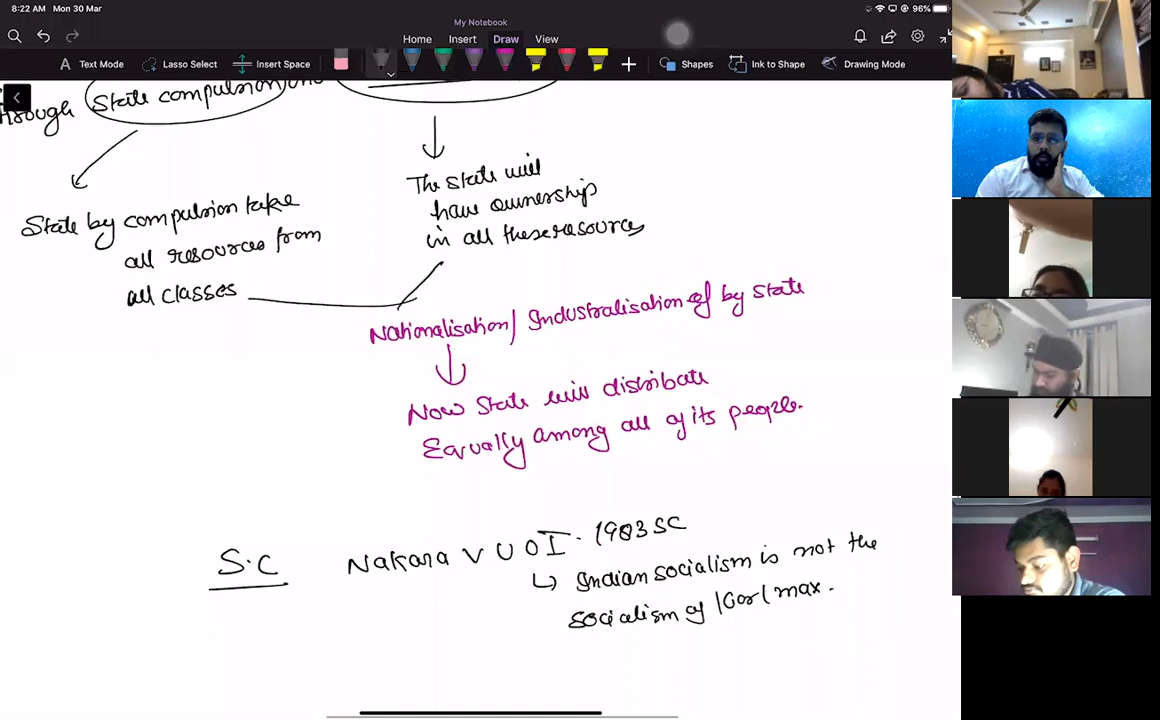 8:22 AM Mon 30 Mar
96%
My Notebook
Home Insert Draw View
Text Mode Lasso Select Insert Space Shapes Ink to Shape Drawing Mode
through State compulsion
State by compulsion take
all resources from
all classes
The State will
have ownership
in all these resources
Nationalisation/ Industralisation of by State
Now State will distribute
Equally among all of its people.
S.C
Nakara V U O I. 1983 SC
Indian socialism is not the
socialism of Karl max.